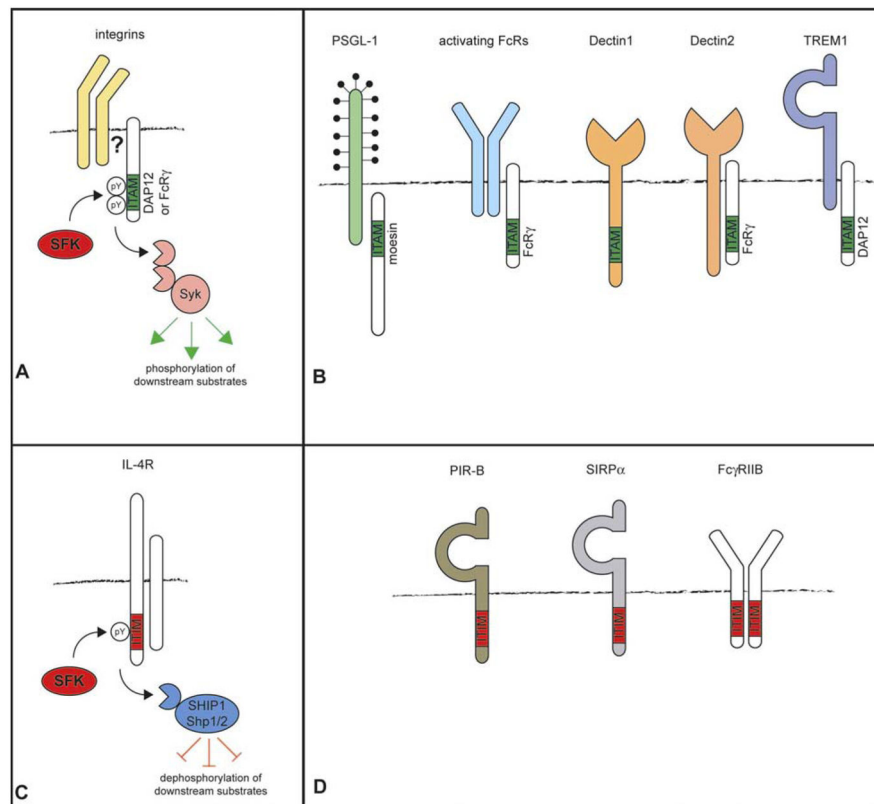 integrins
?
pY
pY
ITAM
DAP12
or FcRγ
SFK
Syk
phosphorylation of
downstream substrates
A
PSGL-1
activating FcRs
Dectin1
Dectin2
TREM1
ITAM
moesin
ITAM
FcRγ
ITAM
ITAM
FcRγ
ITAM
DAP12
B
IL-4R
pY
ITIM
SFK
SHIP1
Shp1/2
dephosphorylation of
downstream substrates
C
PIR-B
SIRPα
FcγRIIB
ITIM
ITIM
ITIM
ITIM
D